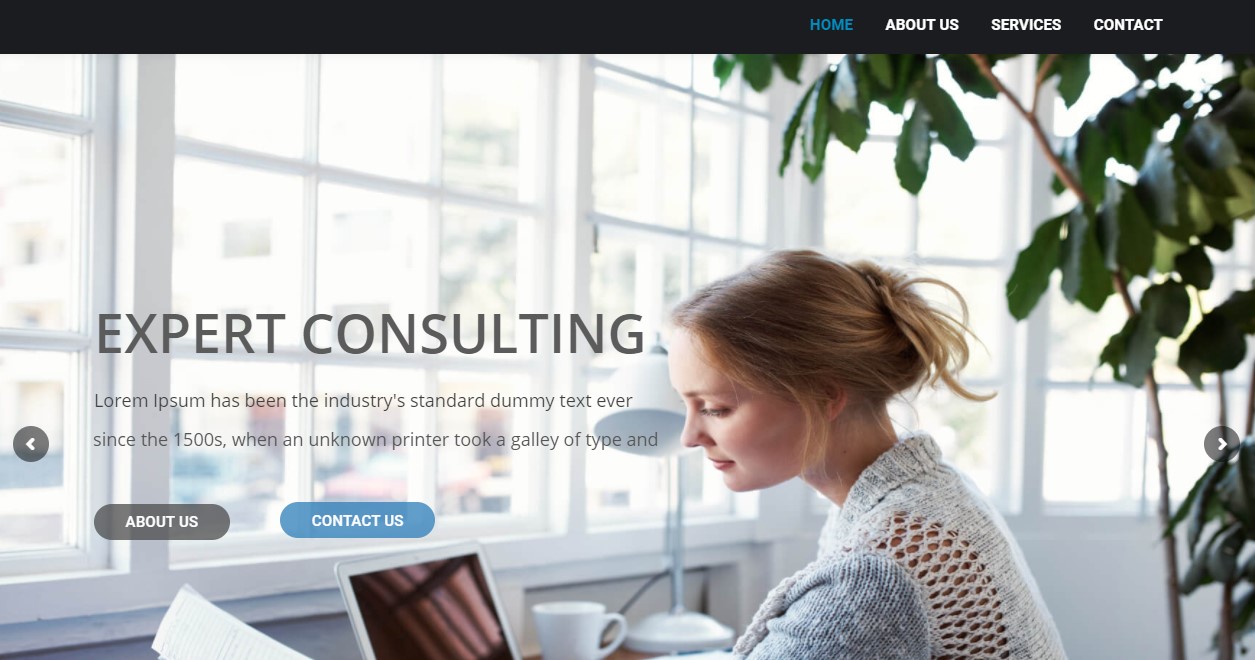 HOME ABOUT US SERVICES CONTACT
EXPERT CONSULTING
Lorem Ipsum has been the industry's standard dummy text ever
since the 1500s, when an unknown printer took a galley of type and
ABOUT US CONTACT US